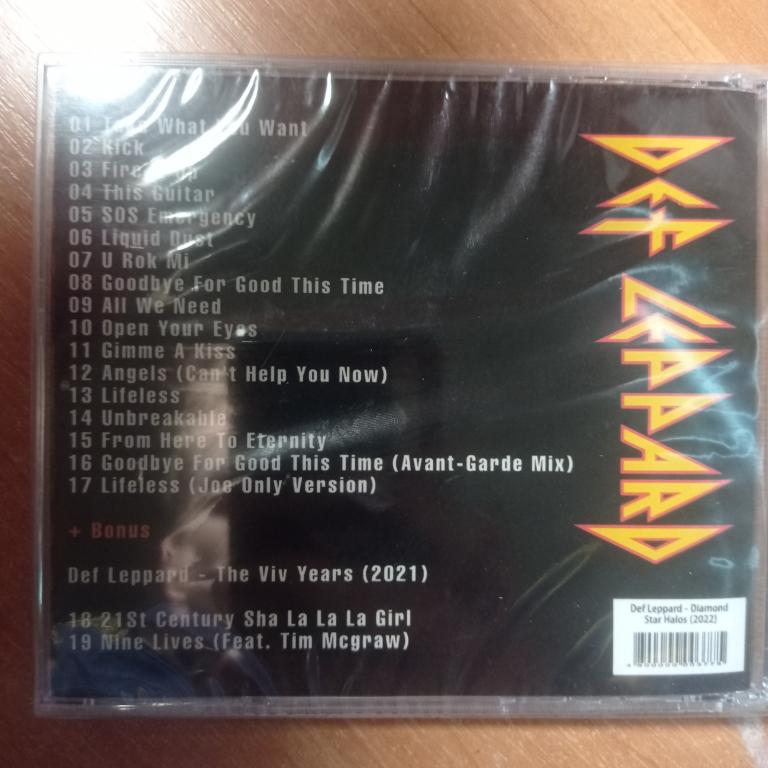 01 Take What You Want
02 Kick
03 Fire It Up
04 This Guitar
05 SOS Emergency
06 Liquid Dust
07 U Rok Mi
08 Goodbye For Good This Time
09 All We Need
10 Open Your Eyes
11 Gimme A Kiss
12 Angels (Can't Help You Now)
13 Lifeless
14 Unbreakable
15 From Here To Eternity
16 Goodbye For Good This Time (Avant-Garde Mix)
17 Lifeless (Joe Only Version)
+ Bonus
Def Leppard - The Viv Years (2021)
18 21St Century Sha La La La Girl
19 Nine Lives (Feat. Tim Mcgraw)
DEF LEPPARD
Def Leppard - Diamond
Star Halos (2022)